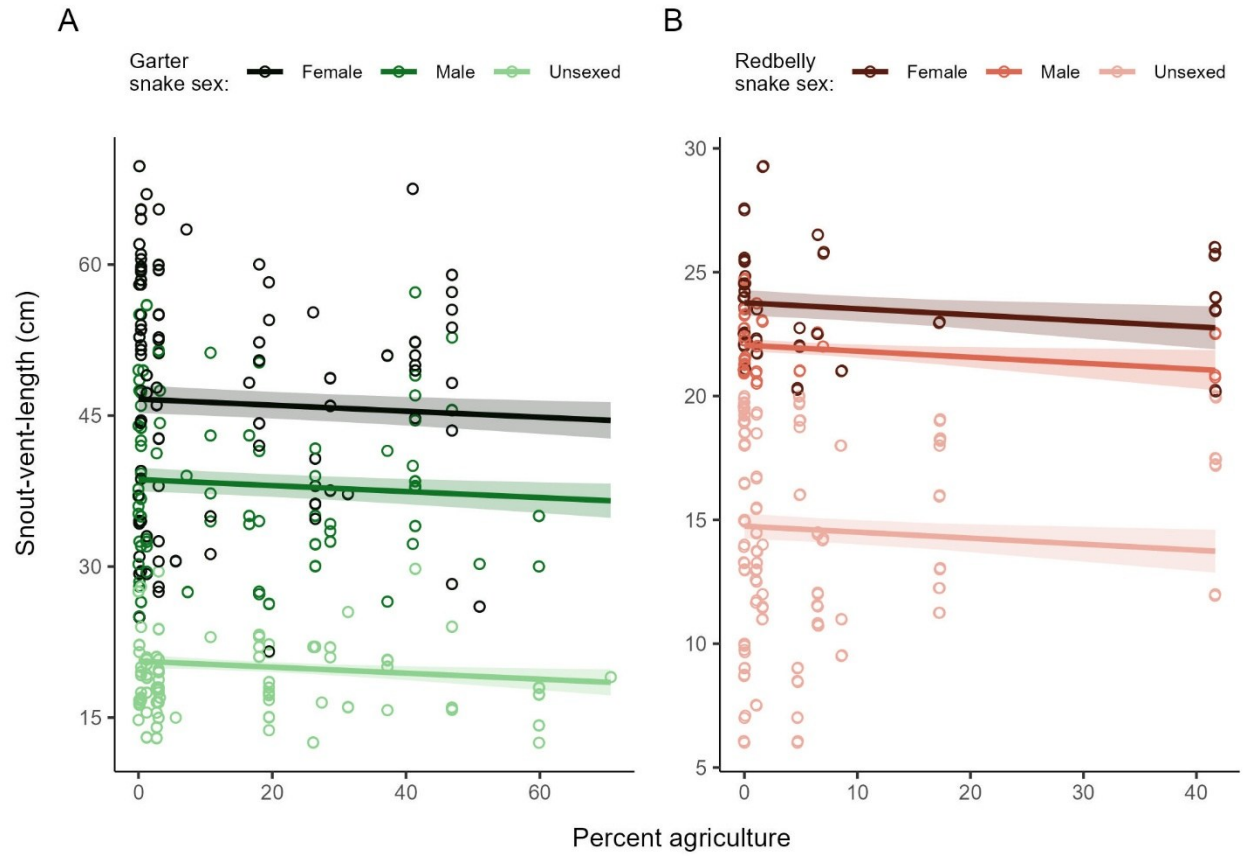 A
Garter
snake sex:
Female
Male
Unsexed
B
Redbelly
snake sex:
Female
Male
Unsexed
Snout-vent-length (cm)
60
45
30
15
0
20
40
60
30
25
20
15
10
5
0
10
20
30
40
Percent agriculture